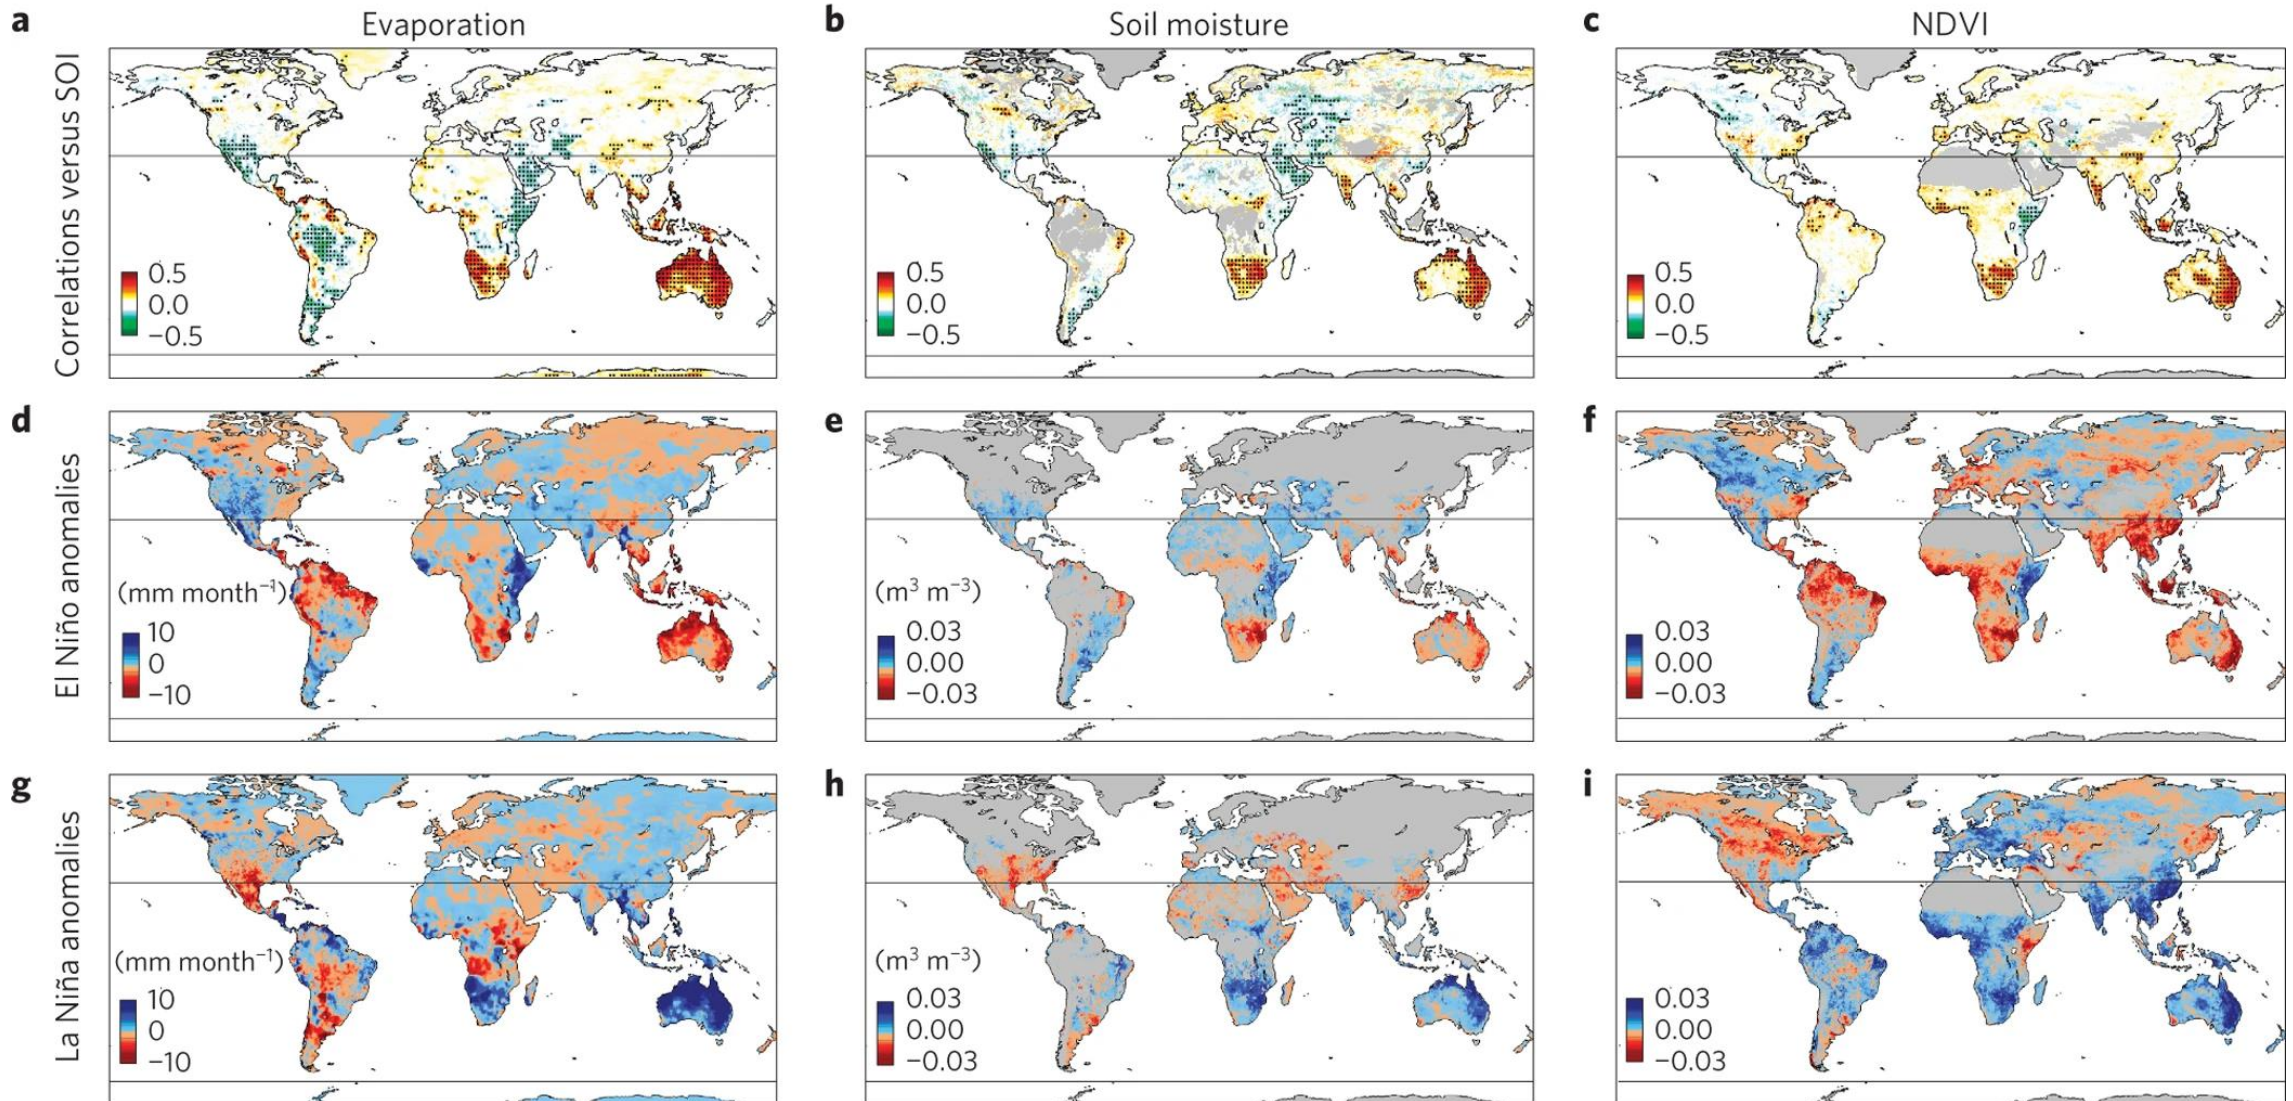 a Evaporation b Soil moisture c NDVI
Correlations versus SOI
0.5
0.0
−0.5
0.5
0.0
−0.5
0.5
0.0
−0.5
d e f
El Niño anomalies
(mm month⁻¹)
10
0
−10
(m³ m⁻³)
0.03
0.00
−0.03
0.03
0.00
−0.03
g h i
La Niña anomalies
(mm month⁻¹)
10
0
−10
(m³ m⁻³)
0.03
0.00
−0.03
0.03
0.00
−0.03